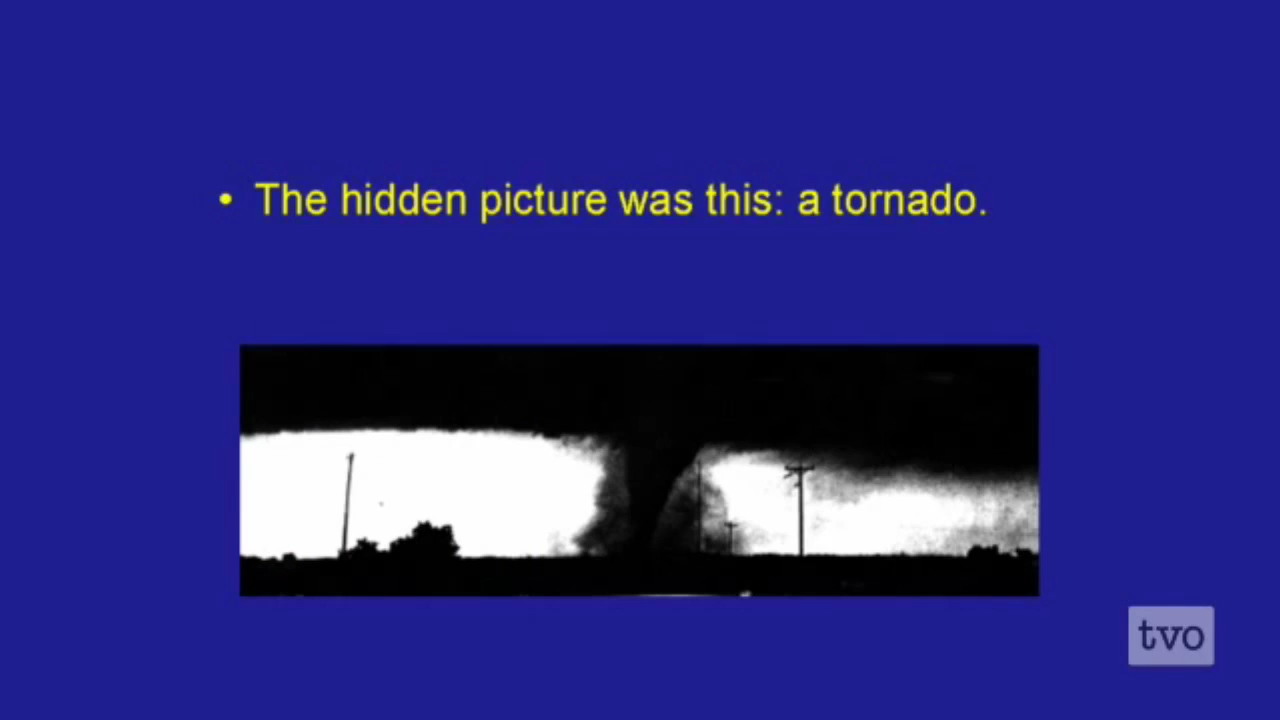 • The hidden picture was this: a tornado.
tvo